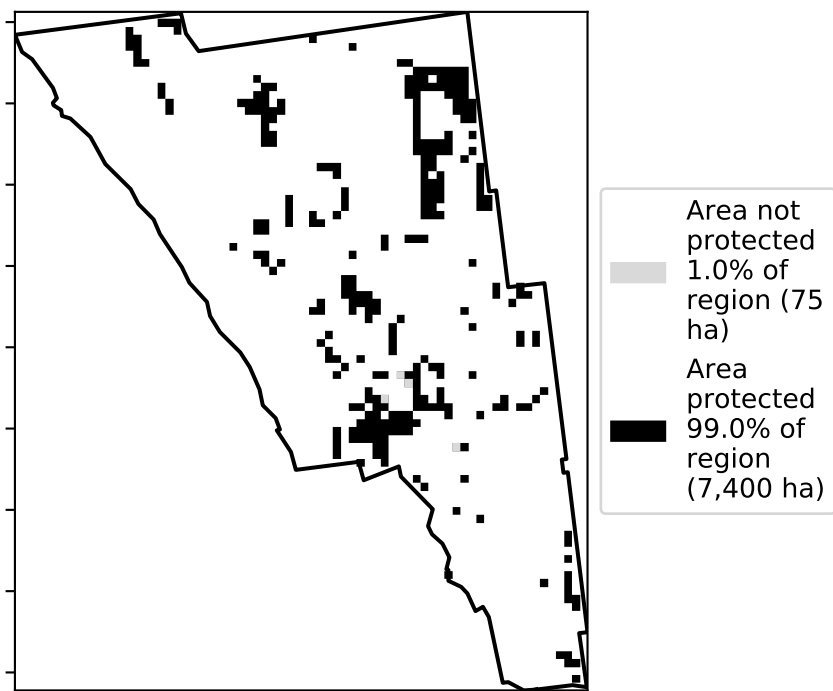 Area not
protected
1.0% of
region (75
ha)
Area
protected
99.0% of
region
(7,400 ha)